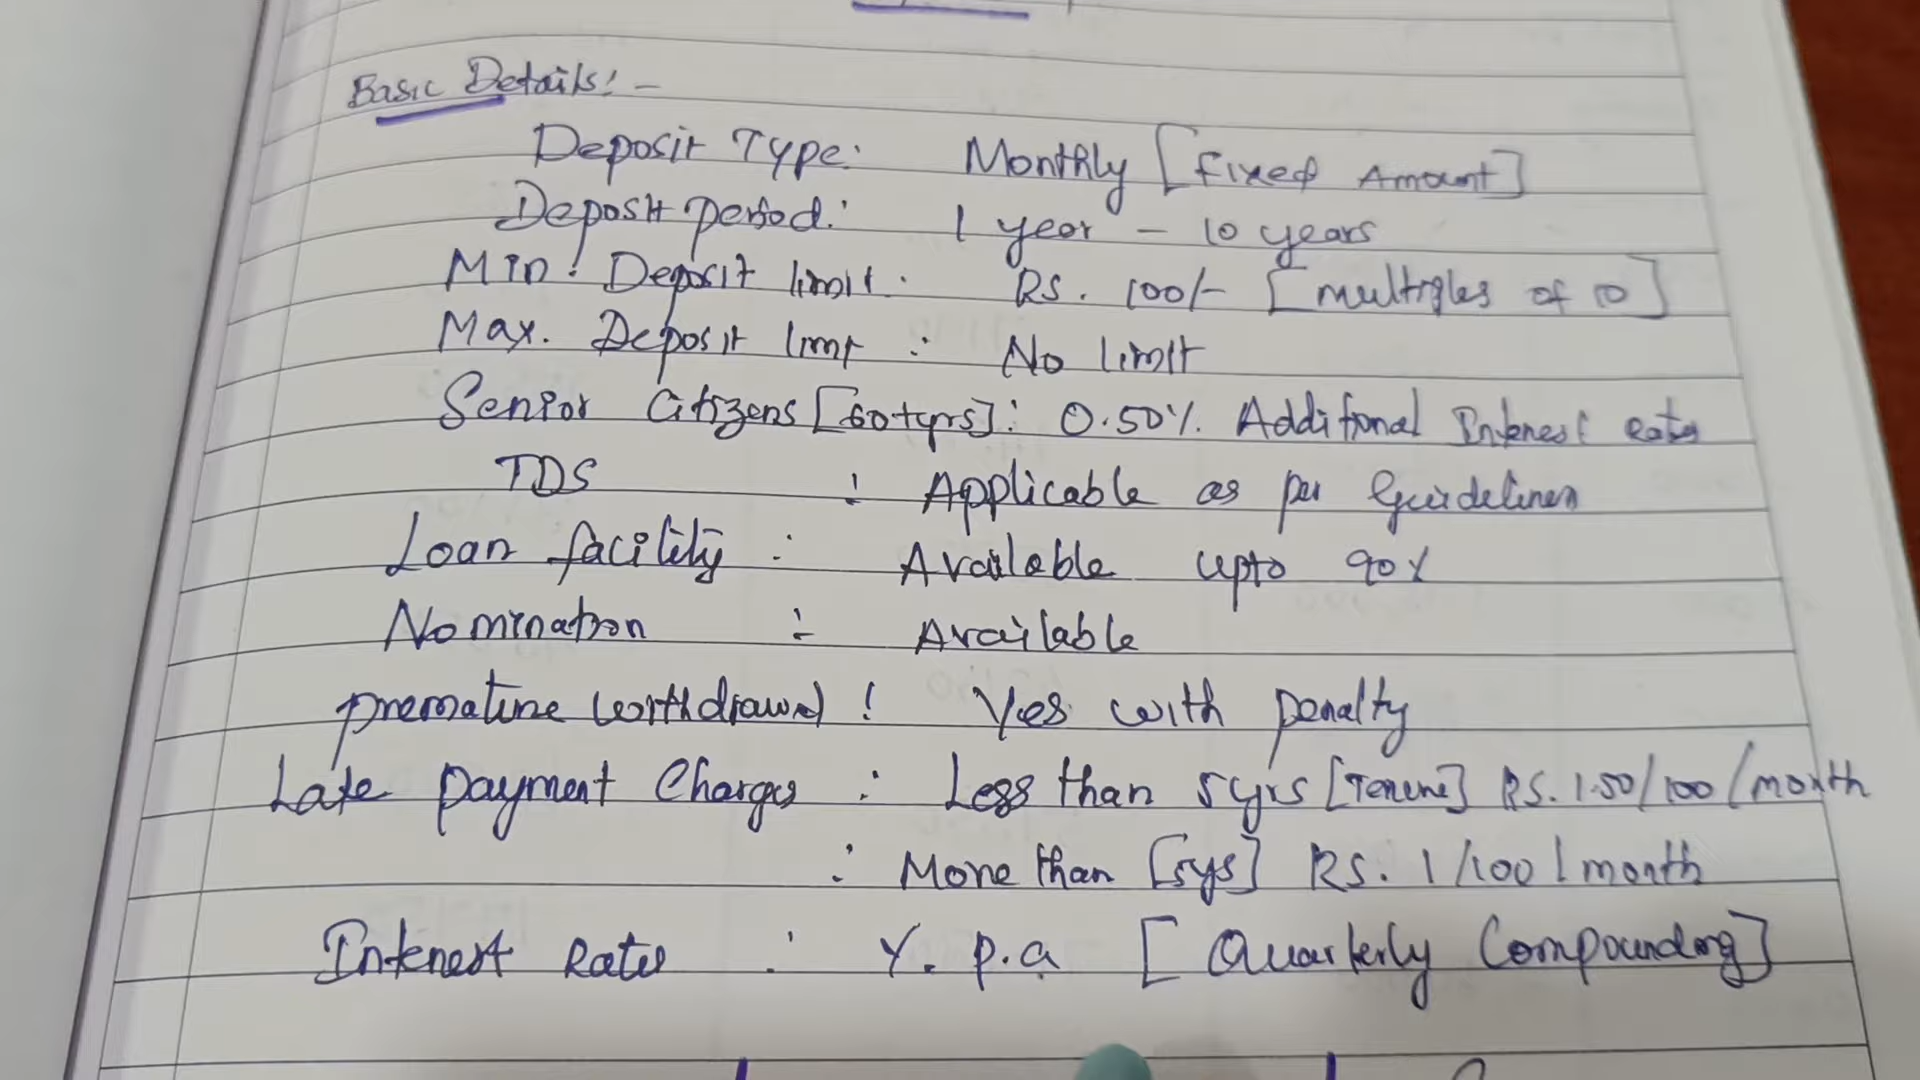 Basic Details:-
Deposit Type: Monthly [Fixed Amount]
Deposit period: 1 year - 10 years
Min: Deposit limit: Rs. 100/- [multiples of 10]
Max. Deposit limit: No limit
Senior Citizens [60+yrs]: 0.50% Additional Interest Rates
TDS : Applicable as per Guidelines
Loan facility : Available upto 90%
Nomination : Available
Premature withdrawal: Yes with penalty
Late payment Charges : Less than 5yrs [Tenure] Rs. 1.50/100/month
: More than [5ys] Rs. 1/100/month
Interest Rates : %. p.a [Quarterly Compounding]